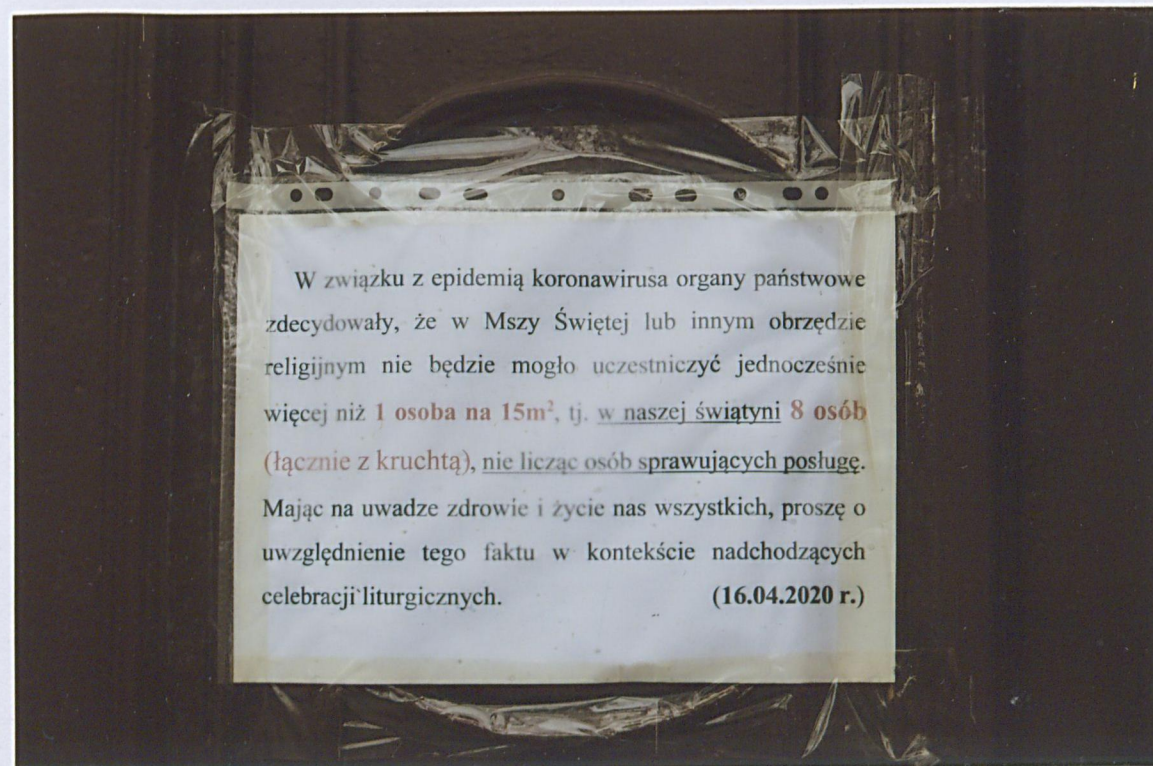 W związku z epidemią koronawirusa organy państwowe
zdecydowały, że w Mszy Świętej lub innym obrzędzie
religijnym nie będzie mogło uczestniczyć jednocześnie
więcej niż 1 osoba na 15m², tj. w naszej świątyni 8 osób
(łącznie z kruchtą), nie licząc osób sprawujących posługę.
Mając na uwadze zdrowie i życie nas wszystkich, proszę o
uwzględnienie tego faktu w kontekście nadchodzących
celebracji liturgicznych. (16.04.2020 r.)